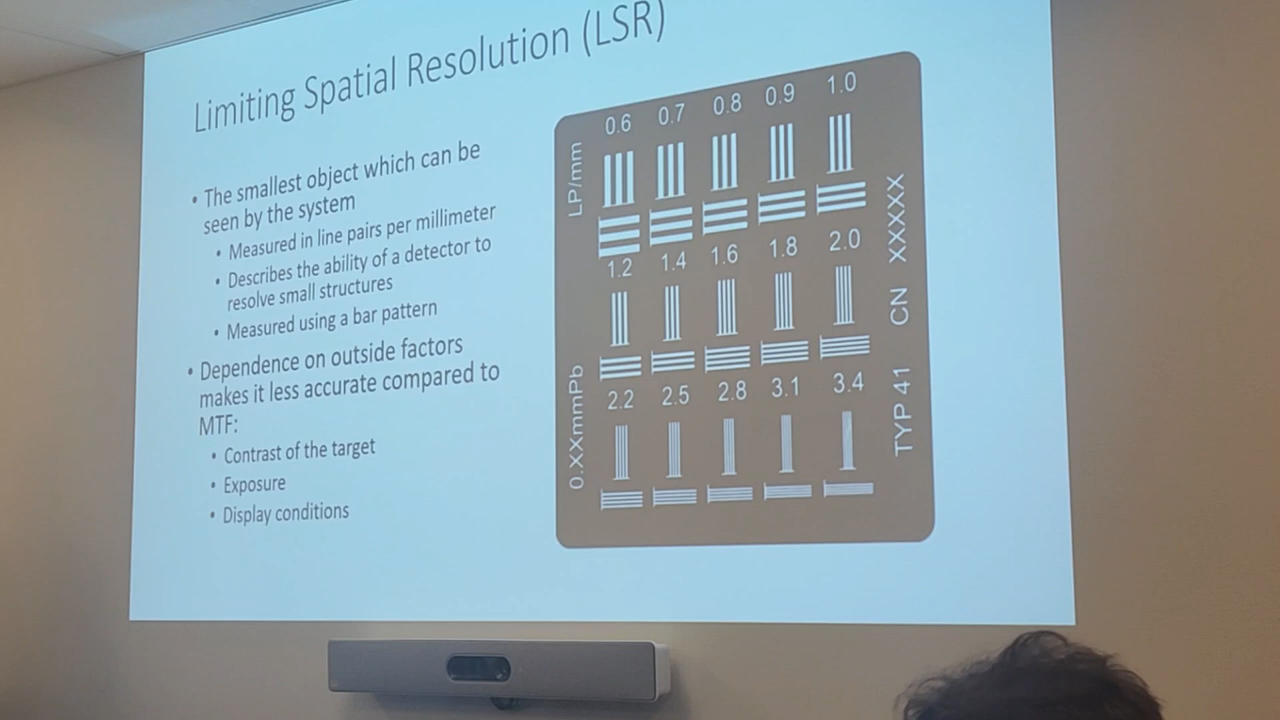 Limiting Spatial Resolution (LSR)
• The smallest object which can be
seen by the system
• Measured in line pairs per millimeter
• Describes the ability of a detector to
resolve small structures
• Measured using a bar pattern
• Dependence on outside factors
makes it less accurate compared to
MTF:
• Contrast of the target
• Exposure
• Display conditions
LP/mm
0.6 0.7 0.8 0.9 1.0
1.2 1.4 1.6 1.8 2.0
2.2 2.5 2.8 3.1 3.4
0.XXmmPb
TYP 41 CN XXXXX